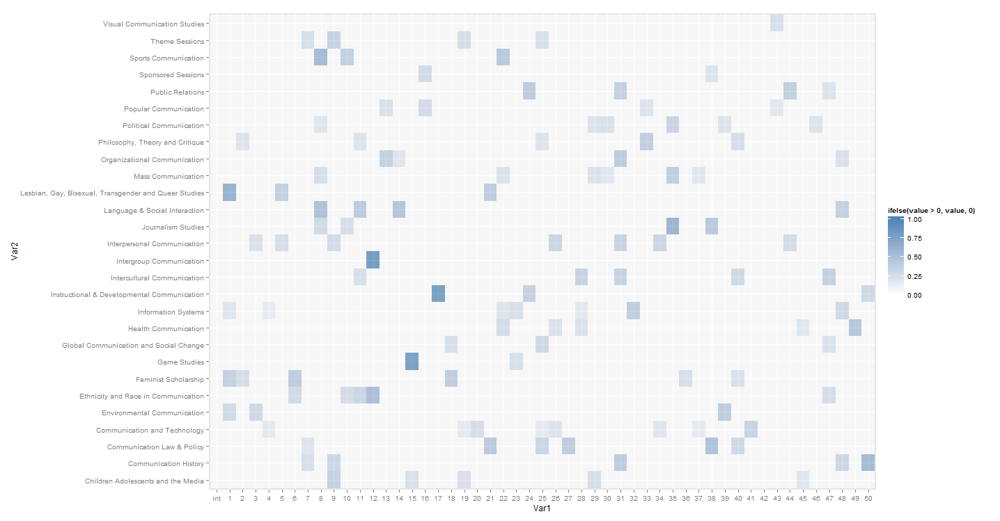 Visual Communication Studies
Theme Sessions
Sports Communication
Sponsored Sessions
Public Relations
Popular Communication
Political Communication
Philosophy, Theory and Critique
Organizational Communication
Mass Communication
Lesbian, Gay, Bisexual, Transgender and Queer Studies
Language & Social Interaction
Journalism Studies
Interpersonal Communication
Intergroup Communication
Intercultural Communication
Instructional & Developmental Communication
Information Systems
Health Communication
Global Communication and Social Change
Game Studies
Feminist Scholarship
Ethnicity and Race in Communication
Environmental Communication
Communication and Technology
Communication Law & Policy
Communication History
Children Adolescents and the Media
Var2
int 1 2 3 4 5 6 7 8 9 10 11 12 13 14 15 16 17 18 19 20 21 22 23 24 25 26 27 28 29 30 31 32 33 34 35 36 37 38 39 40 41 42 43 44 45 46 47 48 49 50
Var1
ifelse(value > 0, value, 0)
1.00
0.75
0.50
0.25
0.00